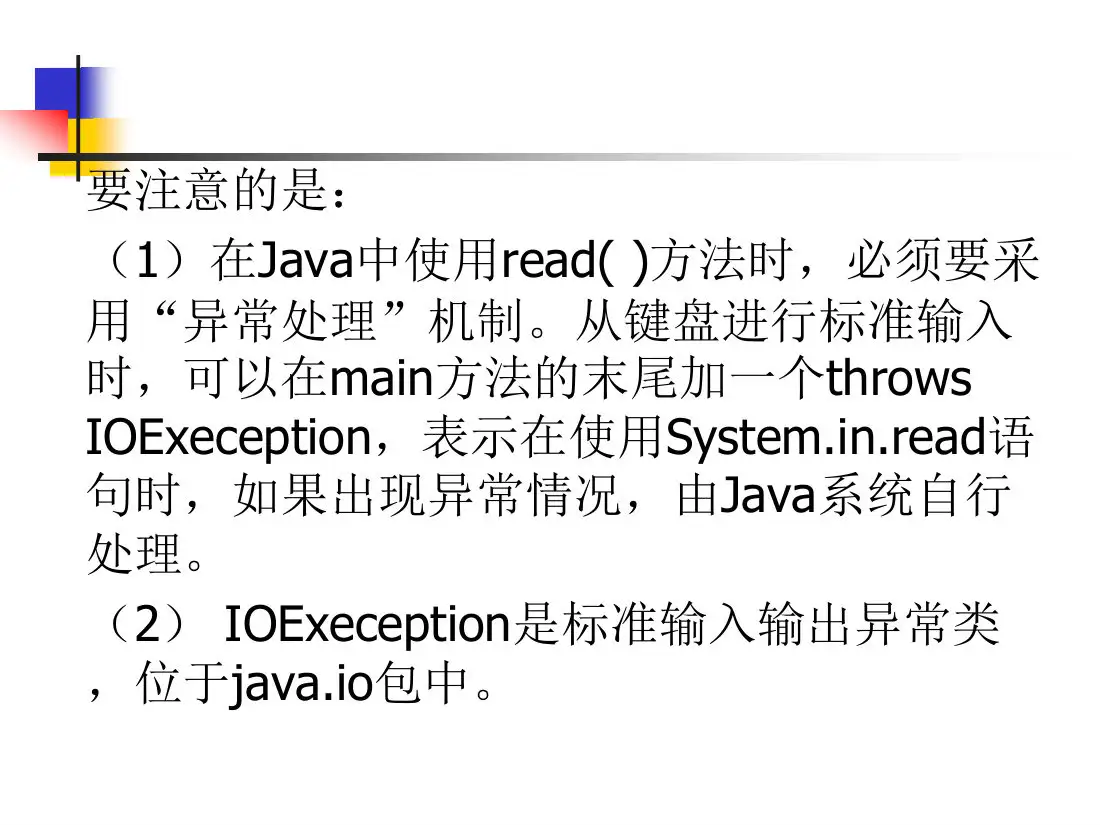 要注意的是：
（1）在Java中使用read( )方法时，必须要采
用“异常处理”机制。从键盘进行标准输入
时，可以在main方法的末尾加一个throws
IOExeception，表示在使用System.in.read语
句时，如果出现异常情况，由Java系统自行
处理。
（2） IOExeception是标准输入输出异常类
，位于java.io包中。